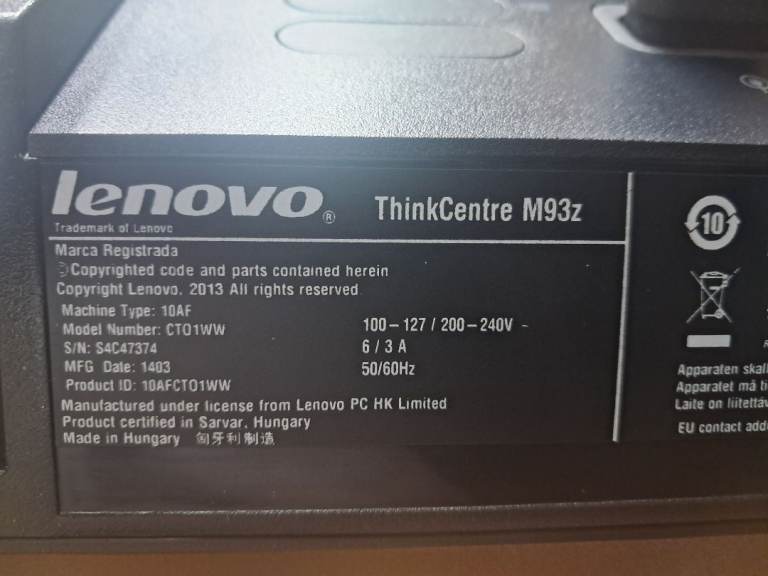 lenovo ®
Trademark of Lenovo
ThinkCentre M93z
Marca Registrada
©Copyrighted code and parts contained herein
Copyright Lenovo. 2013 All rights reserved
Machine Type: 10AF
Model Number: CTO1WW
S/N: S4C47374
MFG Date: 1403
Product ID: 10AFCTO1WW
100-127 / 200-240V ~
6 / 3 A
50/60Hz
Manufactured under license from Lenovo PC HK Limited
Product certified in Sarvar, Hungary
Made in Hungary 匈牙利制造
10
Apparaten skal
Apparatet må ti
Laite on liitettäv
EU contact addr